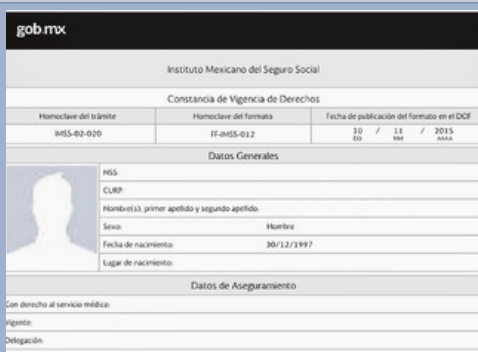 gob.mx
Instituto Mexicano del Seguro Social
Constancia de Vigencia de Derechos
Homoclave del trámite Homoclave del formato Fecha de publicación del formato en el DOF
IMSS-02-020 FF-IMSS-012 10 / 11 / 2015
DD MM AAAA
Datos Generales
NSS:
CURP:
Nombre(s), primer apellido y segundo apellido:
Sexo: Hombre
Fecha de nacimiento: 30/12/1997
Lugar de nacimiento:
Datos de Aseguramiento
Con derecho al servicio médico:
Vigente:
Delegación: